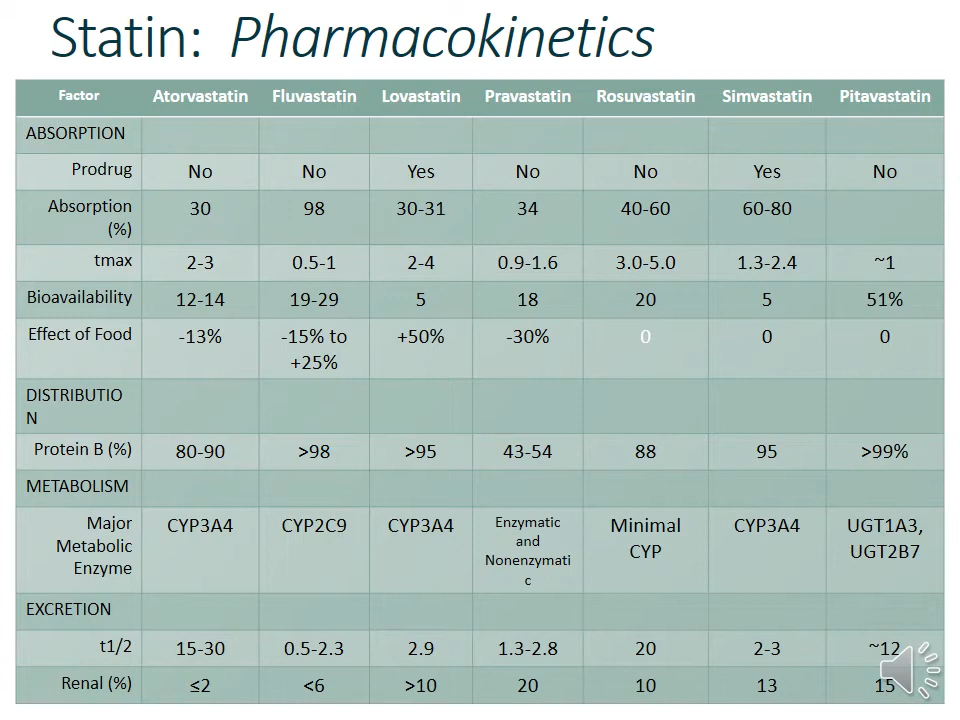 Statin: Pharmacokinetics
Factor Atorvastatin Fluvastatin Lovastatin Pravastatin Rosuvastatin Simvastatin Pitavastatin
ABSORPTION
Prodrug No No Yes No No Yes No
Absorption 30 98 30-31 34 40-60 60-80
(%)
tmax 2-3 0.5-1 2-4 0.9-1.6 3.0-5.0 1.3-2.4 ~1
Bioavailability 12-14 19-29 5 18 20 5 51%
Effect of Food -13% -15% to +50% -30% 0 0 0
+25%
DISTRIBUTIO
N
Protein B (%) 80-90 >98 >95 43-54 88 95 >99%
METABOLISM
Major CYP3A4 CYP2C9 CYP3A4 Enzymatic Minimal CYP3A4 UGT1A3,
Metabolic and CYP UGT2B7
Enzyme Nonenzymati
c
EXCRETION
t1/2 15-30 0.5-2.3 2.9 1.3-2.8 20 2-3 ~12
Renal (%) ≤2 <6 >10 20 10 13 15